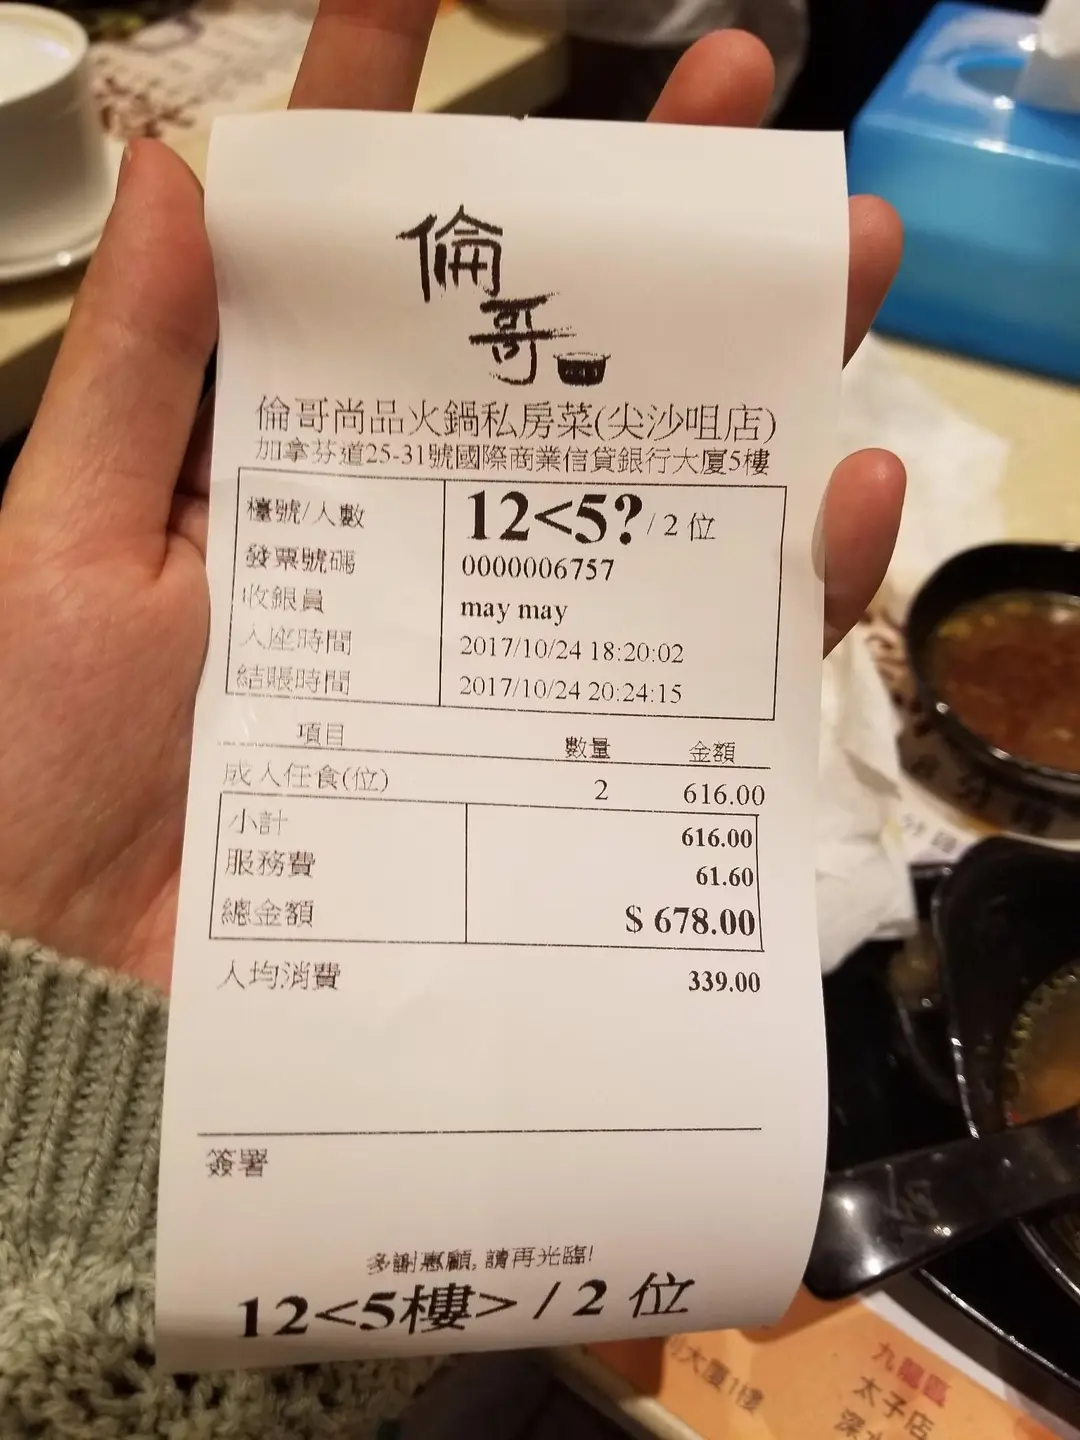 倫哥
倫哥尚品火鍋私房菜(尖沙咀店)
加拿芬道25-31號國際商業信貸銀行大廈5樓
檯號/人數 12<5?/ 2 位
發票號碼 0000006757
收銀員 may may
入座時間 2017/10/24 18:20:02
結賬時間 2017/10/24 20:24:15
項目 數量 金額
成人任食(位) 2 616.00
小計 616.00
服務費 61.60
總金額 $ 678.00
人均消費 339.00
簽署
多謝惠顧, 請再光臨!
12<5樓> / 2 位
大廈1樓
九龍區
太子店
深